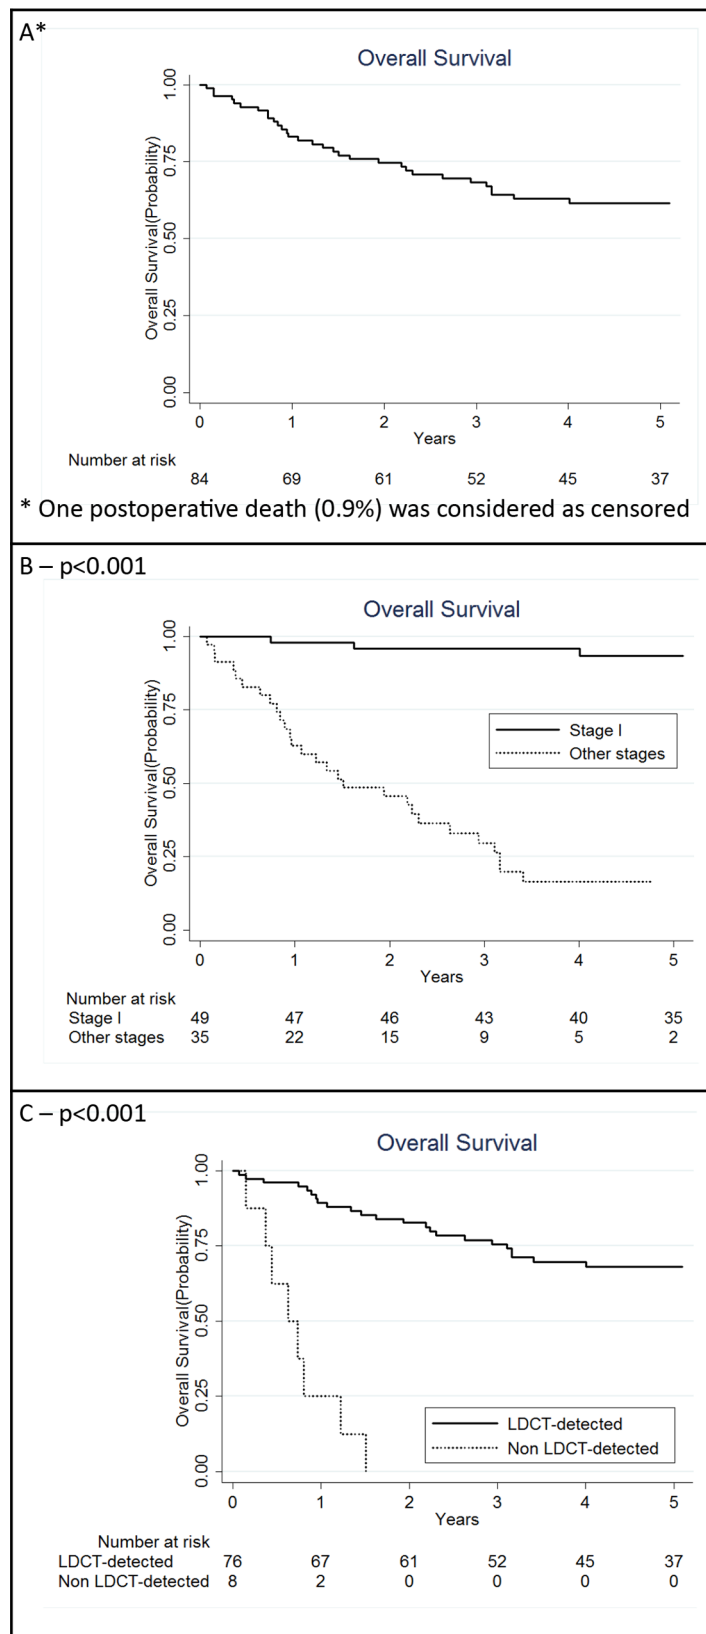 A*
Overall Survival
Overall Survival(Probability)
1.00
0.75
0.50
0.25
0.00
0 1 2 3 4 5
Years
Number at risk
84 69 61 52 45 37
* One postoperative death (0.9%) was considered as censored
B – p<0.001
Overall Survival
Overall Survival(Probability)
1.00
0.75
0.50
0.25
0.00
Stage I
Other stages
0 1 2 3 4 5
Years
Number at risk
Stage I 49 47 46 43 40 35
Other stages 35 22 15 9 5 2
C – p<0.001
Overall Survival
Overall Survival(Probability)
1.00
0.75
0.50
0.25
0.00
LDCT-detected
Non LDCT-detected
0 1 2 3 4 5
Years
Number at risk
LDCT-detected 76 67 61 52 45 37
Non LDCT-detected 8 2 0 0 0 0